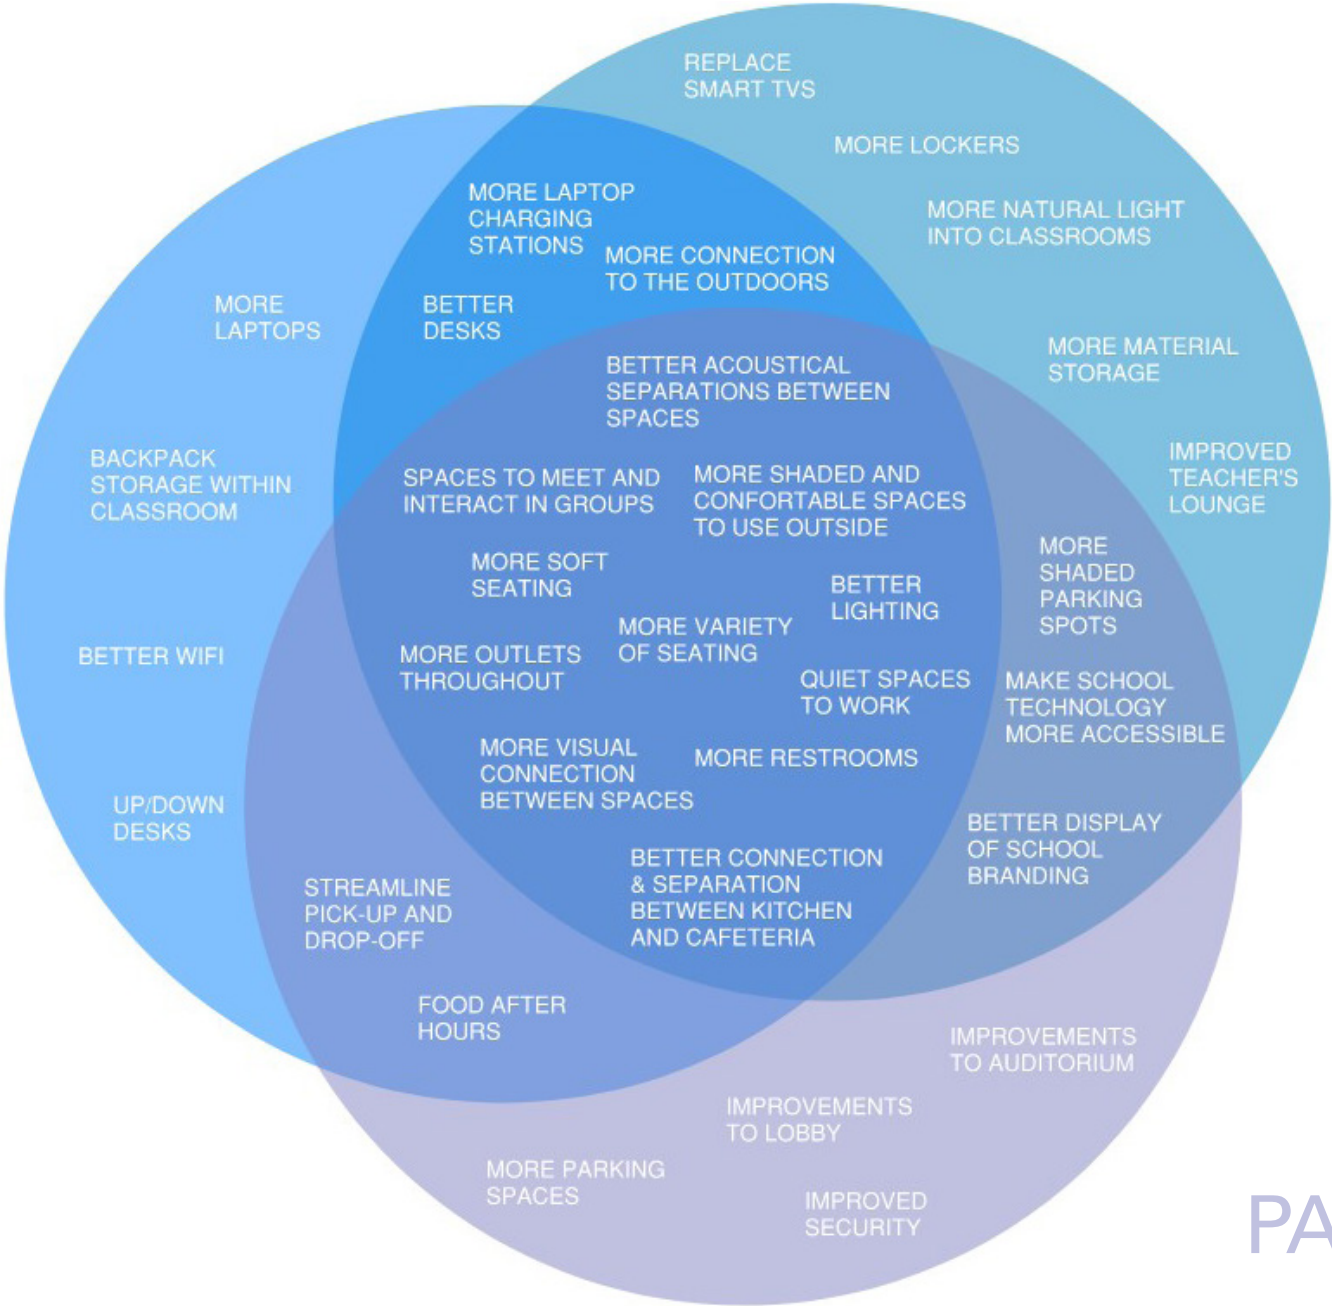 REPLACE
SMART TVS
MORE LOCKERS
MORE NATURAL LIGHT
INTO CLASSROOMS
MORE MATERIAL
STORAGE
IMPROVED
TEACHER'S
LOUNGE
MORE LAPTOP
CHARGING
STATIONS
MORE CONNECTION
TO THE OUTDOORS
BETTER
DESKS
MORE
LAPTOPS
BACKPACK
STORAGE WITHIN
CLASSROOM
BETTER WIFI
UP/DOWN
DESKS
BETTER ACOUSTICAL
SEPARATIONS BETWEEN
SPACES
SPACES TO MEET AND
INTERACT IN GROUPS
MORE SHADED AND
CONFORTABLE SPACES
TO USE OUTSIDE
MORE SOFT
SEATING
BETTER
LIGHTING
MORE VARIETY
OF SEATING
MORE OUTLETS
THROUGHOUT
QUIET SPACES
TO WORK
MORE VISUAL
CONNECTION
BETWEEN SPACES
MORE RESTROOMS
BETTER CONNECTION
& SEPARATION
BETWEEN KITCHEN
AND CAFETERIA
MORE
SHADED
PARKING
SPOTS
MAKE SCHOOL
TECHNOLOGY
MORE ACCESSIBLE
BETTER DISPLAY
OF SCHOOL
BRANDING
STREAMLINE
PICK-UP AND
DROP-OFF
FOOD AFTER
HOURS
IMPROVEMENTS
TO AUDITORIUM
IMPROVEMENTS
TO LOBBY
MORE PARKING
SPACES
IMPROVED
SECURITY
PA